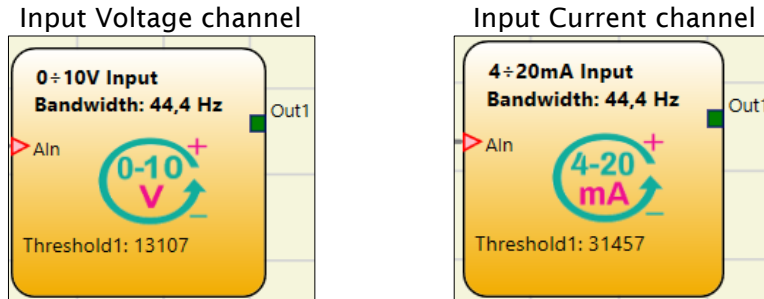 Input Voltage channel
0÷10V Input
Bandwidth: 44,4 Hz
Out1
AIn
0-10
V
+
–
Threshold1: 13107
Input Current channel
4÷20mA Input
Bandwidth: 44,4 Hz
Out1
AIn
4-20
mA
+
–
Threshold1: 31457